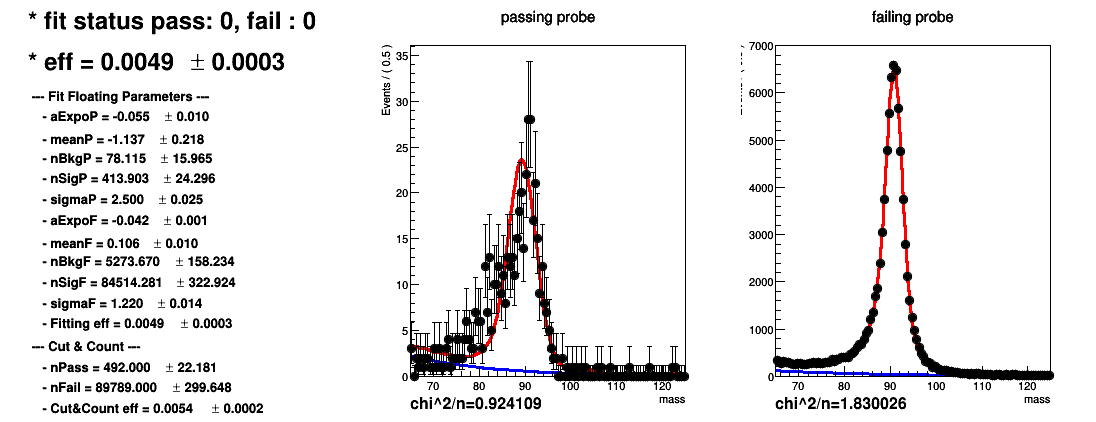 * fit status pass: 0, fail : 0
* eff = 0.0049 ± 0.0003
--- Fit Floating Parameters ---
- aExpoP = -0.055 ± 0.010
- meanP = -1.137 ± 0.218
- nBkgP = 78.115 ± 15.965
- nSigP = 413.903 ± 24.296
- sigmaP = 2.500 ± 0.025
- aExpoF = -0.042 ± 0.001
- meanF = 0.106 ± 0.010
- nBkgF = 5273.670 ± 158.234
- nSigF = 84514.281 ± 322.924
- sigmaF = 1.220 ± 0.014
- Fitting eff = 0.0049 ± 0.0003
--- Cut & Count ---
- nPass = 492.000 ± 22.181
- nFail = 89789.000 ± 299.648
- Cut&Count eff = 0.0054 ± 0.0002
passing probe
Events / ( 0.5 )
35
30
25
20
15
10
5
0
70 80 90 100 110 120
mass
chi^2/n=0.924109
failing probe
7000
6000
5000
4000
3000
2000
1000
0
70 80 90 100 110 120
mass
chi^2/n=1.830026